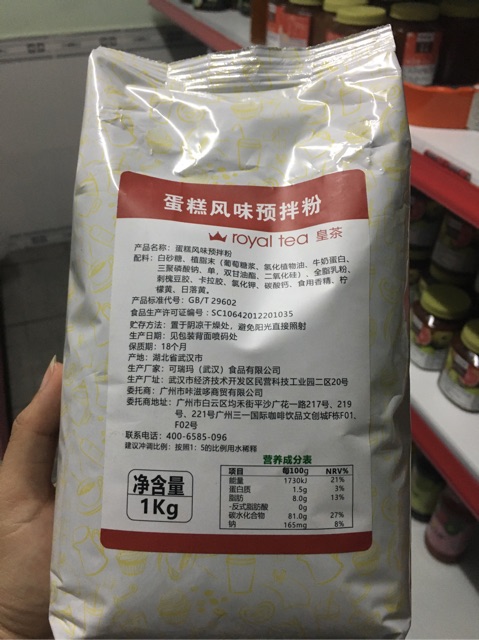 蛋糕风味预拌粉
royal tea 皇茶
产品名称：蛋糕风味预拌粉
配料：白砂糖、植脂末（葡萄糖浆、氢化植物油、牛奶蛋白、
三聚磷酸钠、单，双甘油酯、二氧化硅）、全脂乳粉、
刺槐豆胶、卡拉胶、氯化钾、碳酸钙、食用香精、柠
檬黄、日落黄。
产品标准代号：GB/T 29602
食品生产许可证编号：SC10642012201035
贮存方法：置于阴凉干燥处，避免阳光直接照射
生产日期：见包装背面喷码处
保质期：18个月
产地：湖北省武汉市
生产厂家：可瑞玛（武汉）食品有限公司
生产厂址：武汉市经济技术开发区民营科技工业园二区20号
委托商：广州市咔滋哆商贸有限公司
委托商地址：广州市白云区均禾街平沙广花一路217号、219
号、221号广州三一国际咖啡饮品文创城F栋F01,
F02号
联系电话：400-6585-096
建议冲调比例：按照1：5的比例用水稀释
净含量
1Kg
营养成分表
项目 每100g NRV%
能量 1730kJ 21%
蛋白质 1.5g 3%
脂肪 8.0g 13%
-反式脂肪酸 0g
碳水化合物 81.0g 27%
钠 165mg 8%